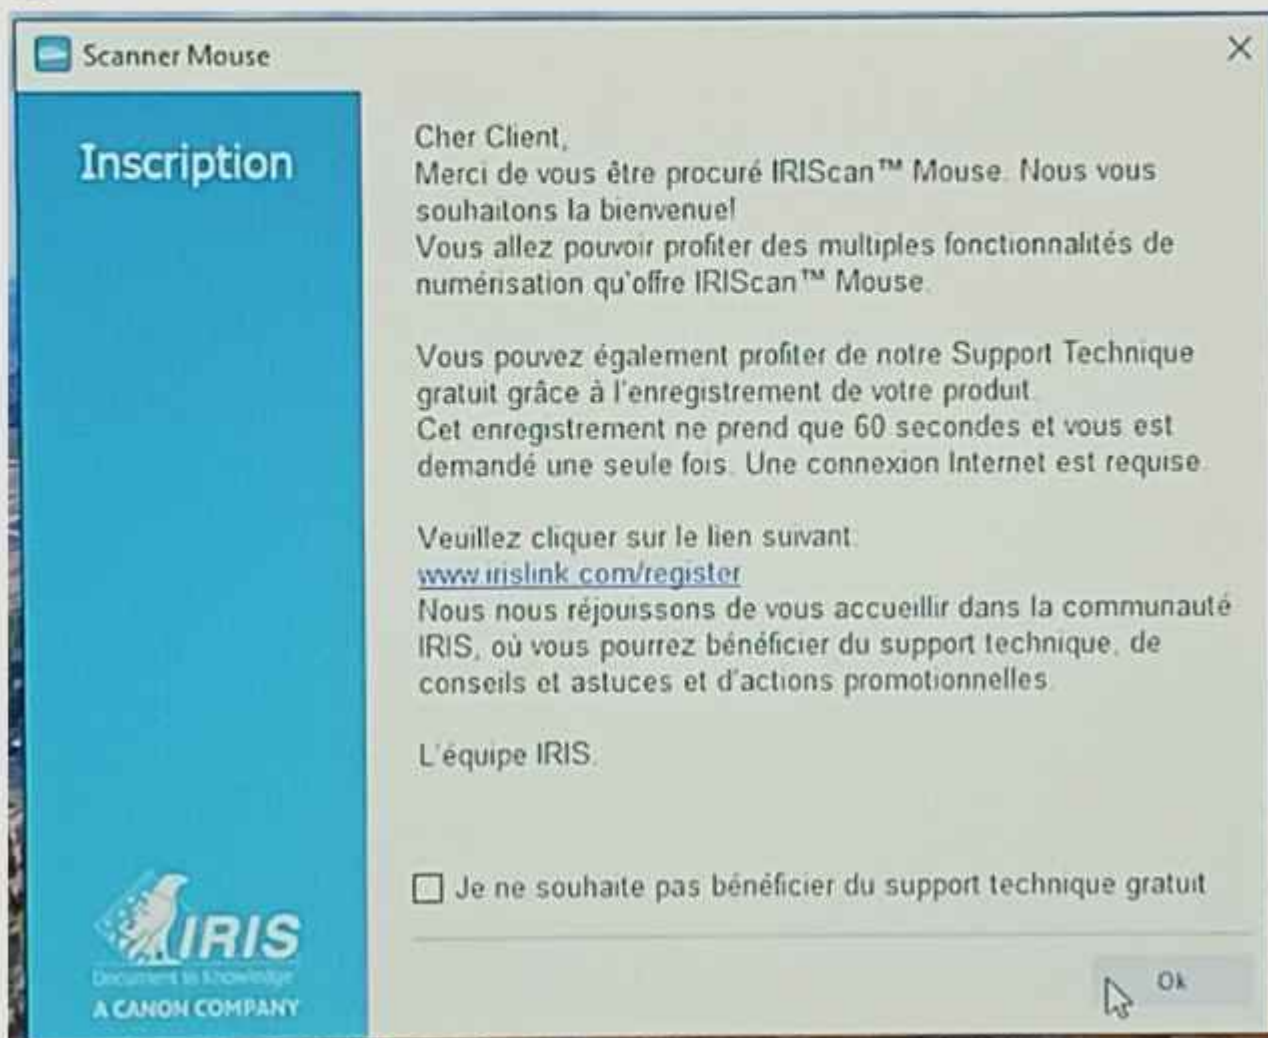 Scanner Mouse
Inscription
Cher Client,
Merci de vous être procuré IRIScan™ Mouse. Nous vous
souhaitons la bienvenue!
Vous allez pouvoir profiter des multiples fonctionnalités de
numérisation qu'offre IRIScan™ Mouse.
Vous pouvez également profiter de notre Support Technique
gratuit grâce à l'enregistrement de votre produit.
Cet enregistrement ne prend que 60 secondes et vous est
demandé une seule fois. Une connexion Internet est requise.
Veuillez cliquer sur le lien suivant:
www.irislink.com/register
Nous nous réjouissons de vous accueillir dans la communauté
IRIS, où vous pourrez bénéficier du support technique, de
conseils et astuces et d'actions promotionnelles.
L'équipe IRIS.
Je ne souhaite pas bénéficier du support technique gratuit
IRIS
Document to Knowledge
A CANON COMPANY
Ok